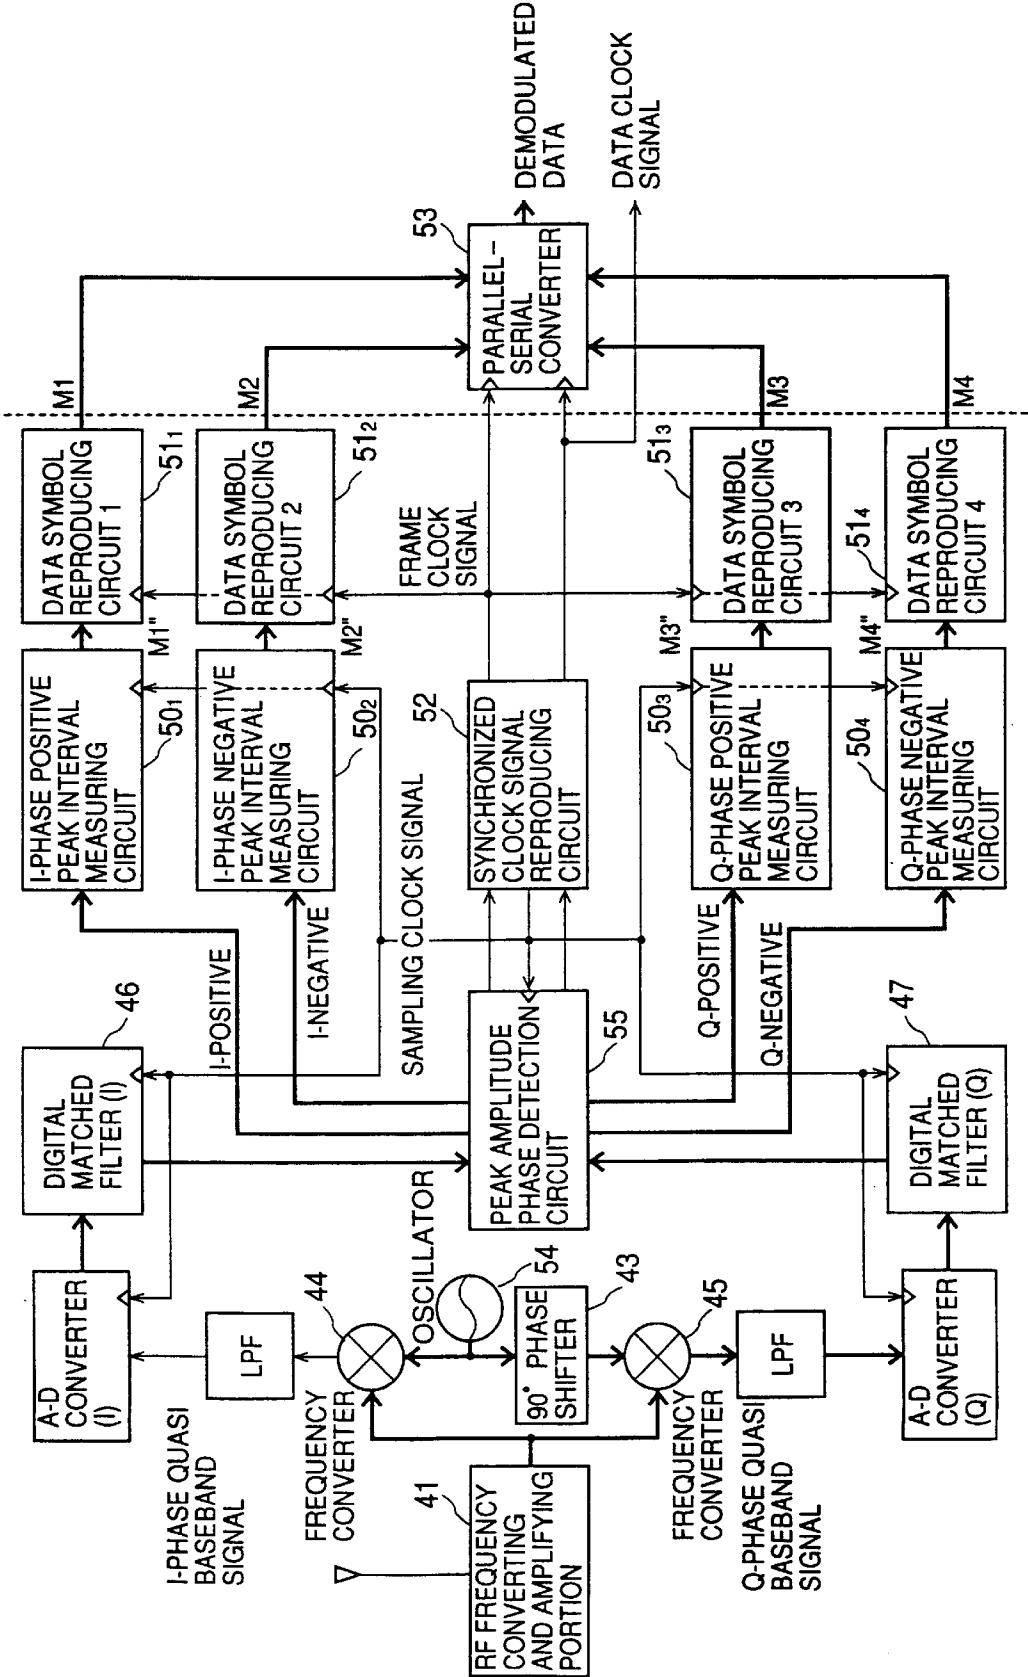 RF FREQUENCY
CONVERTING
AND AMPLIFYING
PORTION
41
I-PHASE QUASI
BASEBAND
SIGNAL
FREQUENCY
CONVERTER
44
LPF
A-D
CONVERTER
(I)
OSCILLATOR
54
90° PHASE
SHIFTER
43
FREQUENCY
CONVERTER
45
Q-PHASE QUASI
BASEBAND
SIGNAL
LPF
A-D
CONVERTER
(Q)
DIGITAL
MATCHED
FILTER (I)
46
DIGITAL
MATCHED
FILTER (Q)
47
PEAK AMPLITUDE
PHASE DETECTION
CIRCUIT
55
I-POSITIVE
I-NEGATIVE
SAMPLING CLOCK SIGNAL
Q-POSITIVE
Q-NEGATIVE
I-PHASE POSITIVE
PEAK INTERVAL
MEASURING
CIRCUIT
501
I-PHASE NEGATIVE
PEAK INTERVAL
MEASURING
CIRCUIT
502
SYNCHRONIZED
CLOCK SIGNAL
REPRODUCING
CIRCUIT
52
Q-PHASE POSITIVE
PEAK INTERVAL
MEASURING
CIRCUIT
503
Q-PHASE NEGATIVE
PEAK INTERVAL
MEASURING
CIRCUIT
504
M1"
M2"
M3"
M4"
DATA SYMBOL
REPRODUCING
CIRCUIT 1
511
DATA SYMBOL
REPRODUCING
CIRCUIT 2
512
FRAME
CLOCK
SIGNAL
DATA SYMBOL
REPRODUCING
CIRCUIT 3
513
DATA SYMBOL
REPRODUCING
CIRCUIT 4
514
M1
M2
M3
M4
PARALLEL-
SERIAL
CONVERTER
53
DEMODULATED
DATA
DATA CLOCK
SIGNAL